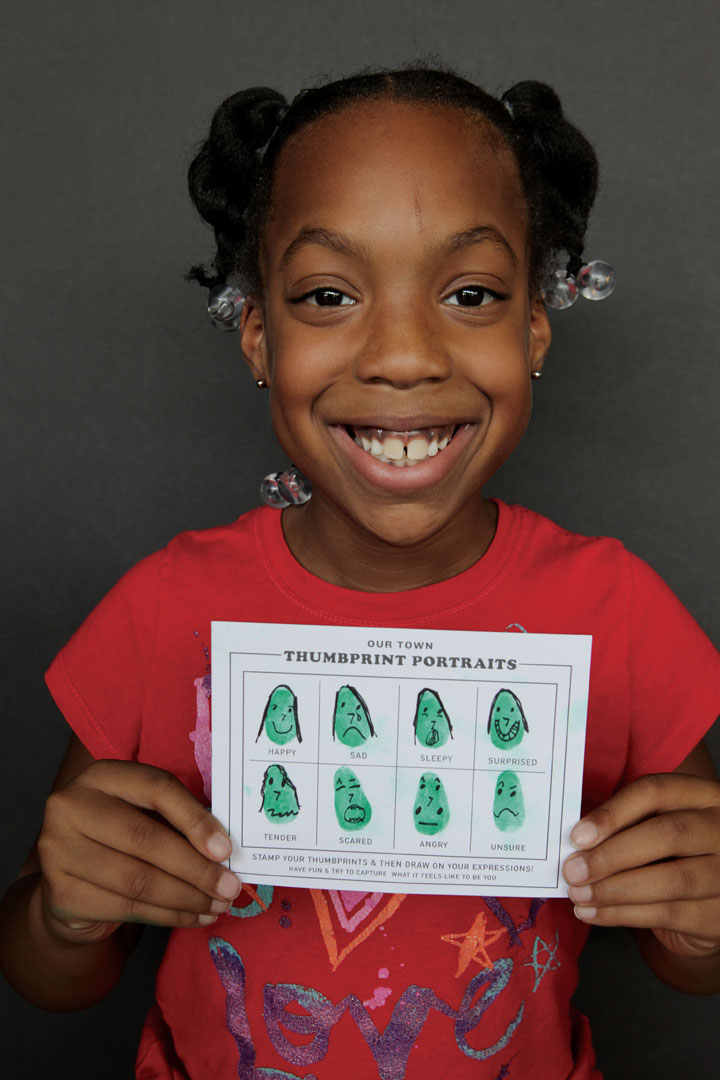 OUR TOWN
THUMBPRINT PORTRAITS
HAPPY SAD SLEEPY SURPRISED
TENDER SCARED ANGRY UNSURE
STAMP YOUR THUMBPRINTS & THEN DRAW ON YOUR EXPRESSIONS!
HAVE FUN & TRY TO CAPTURE WHAT IT FEELS LIKE TO BE YOU
Love